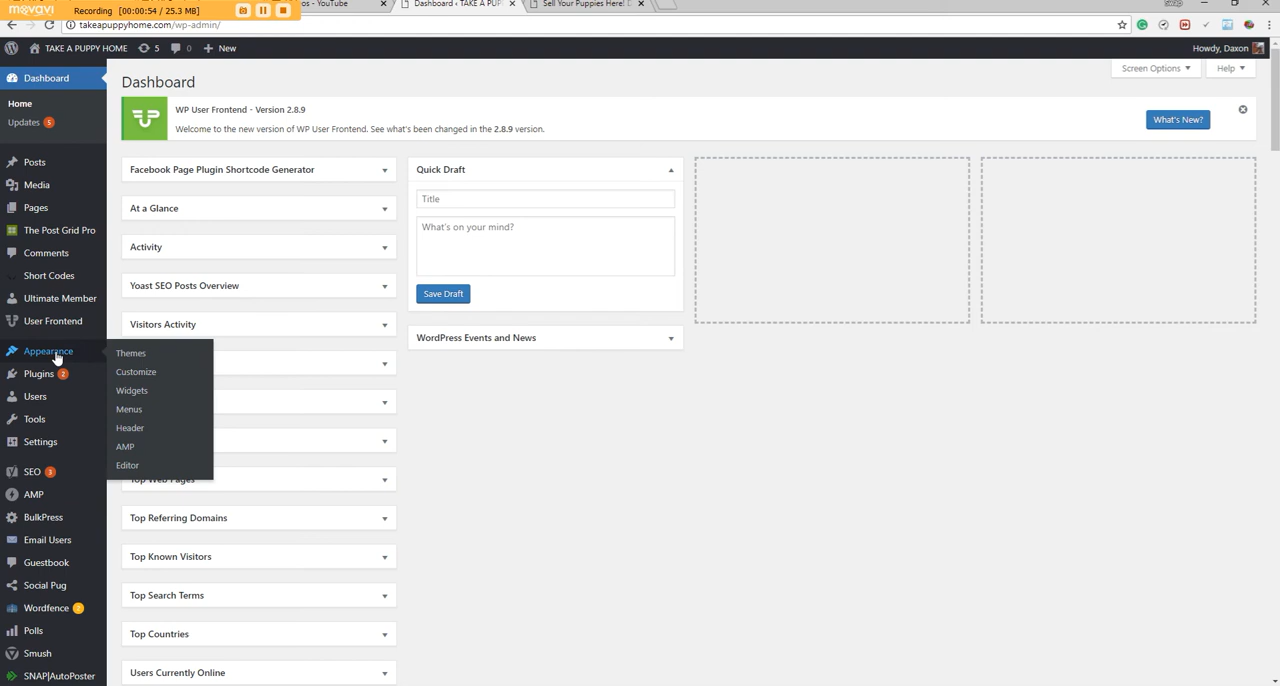 movavi Recording [00:00:54 / 25.3 MB]
os - YouTube
Dashboard ‹ TAKE A PUP
Sell Your Puppies Here! D
takeapuppyhome.com/wp-admin/
TAKE A PUPPY HOME 5 0 New
Howdy, Daxon
Screen Options Help
Dashboard
Home
Updates 5
Posts
Media
Pages
The Post Grid Pro
Comments
Short Codes
Ultimate Member
User Frontend
Appearance
Plugins 2
Users
Tools
Settings
SEO 3
AMP
BulkPress
Email Users
Guestbook
Social Pug
Wordfence 2
Polls
Smush
SNAP|AutoPoster
Themes
Customize
Widgets
Menus
Header
AMP
Editor
Dashboard
WP User Frontend - Version 2.8.9
Welcome to the new version of WP User Frontend. See what's been changed in the 2.8.9 version.
What's New?
Facebook Page Plugin Shortcode Generator
At a Glance
Activity
Yoast SEO Posts Overview
Visitors Activity
Top Web Pages
Top Referring Domains
Top Known Visitors
Top Search Terms
Top Countries
Users Currently Online
Quick Draft
Title
What's on your mind?
Save Draft
WordPress Events and News